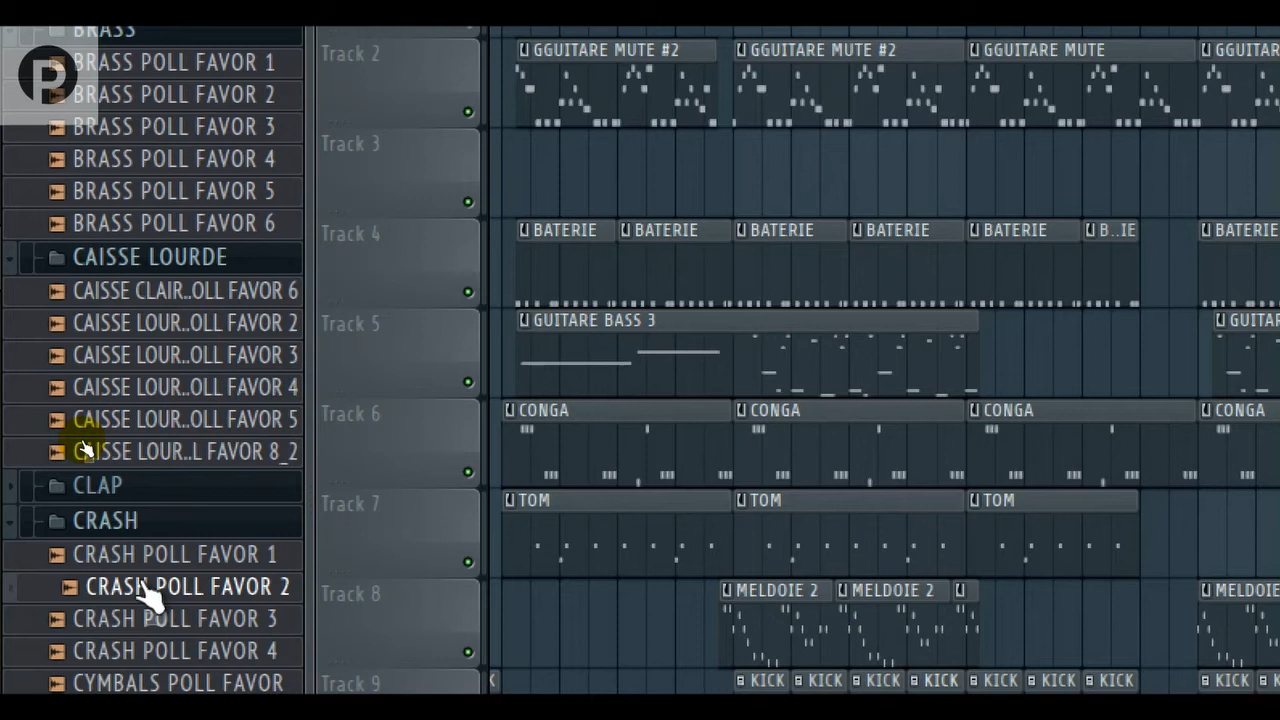 P
BRASS
BRASS POLL FAVOR 1
BRASS POLL FAVOR 2
BRASS POLL FAVOR 3
BRASS POLL FAVOR 4
BRASS POLL FAVOR 5
BRASS POLL FAVOR 6
CAISSE LOURDE
CAISSE CLAIR..OLL FAVOR 6
CAISSE LOUR..OLL FAVOR 2
CAISSE LOUR..OLL FAVOR 3
CAISSE LOUR..OLL FAVOR 4
CAISSE LOUR..OLL FAVOR 5
CAISSE LOUR..L FAVOR 8_2
CLAP
CRASH
CRASH POLL FAVOR 1
CRASH POLL FAVOR 2
CRASH POLL FAVOR 3
CRASH POLL FAVOR 4
CYMBALS POLL FAVOR
Track 2
GGUITARE MUTE #2 GGUITARE MUTE #2 GGUITARE MUTE GGUITAR
Track 3
Track 4
BATERIE BATERIE BATERIE BATERIE BATERIE B..IE BATERIE
Track 5
GUITARE BASS 3 GUITAR
Track 6
CONGA CONGA CONGA CONGA
Track 7
TOM TOM TOM
Track 8
MELDOIE 2 MELDOIE 2 MELDOIE
Track 9
K KICK KICK KICK KICK KICK KICK KICK KICK K